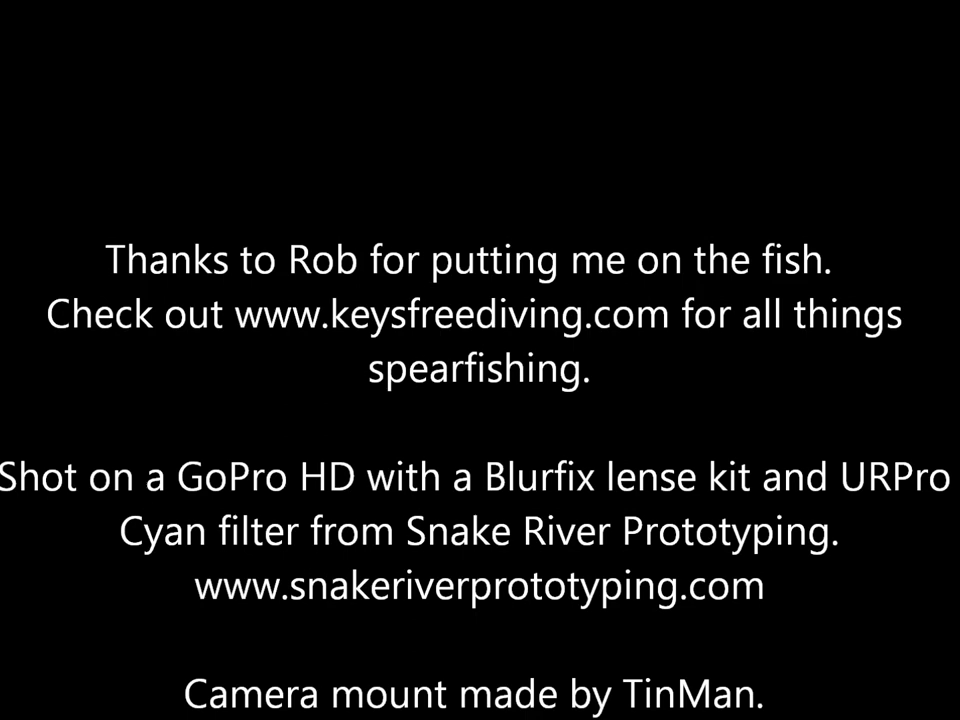 Thanks to Rob for putting me on the fish.
Check out www.keysfreediving.com for all things
spearfishing.
Shot on a GoPro HD with a Blurfix lense kit and URPro
Cyan filter from Snake River Prototyping.
www.snakeriverprototyping.com
Camera mount made by TinMan.